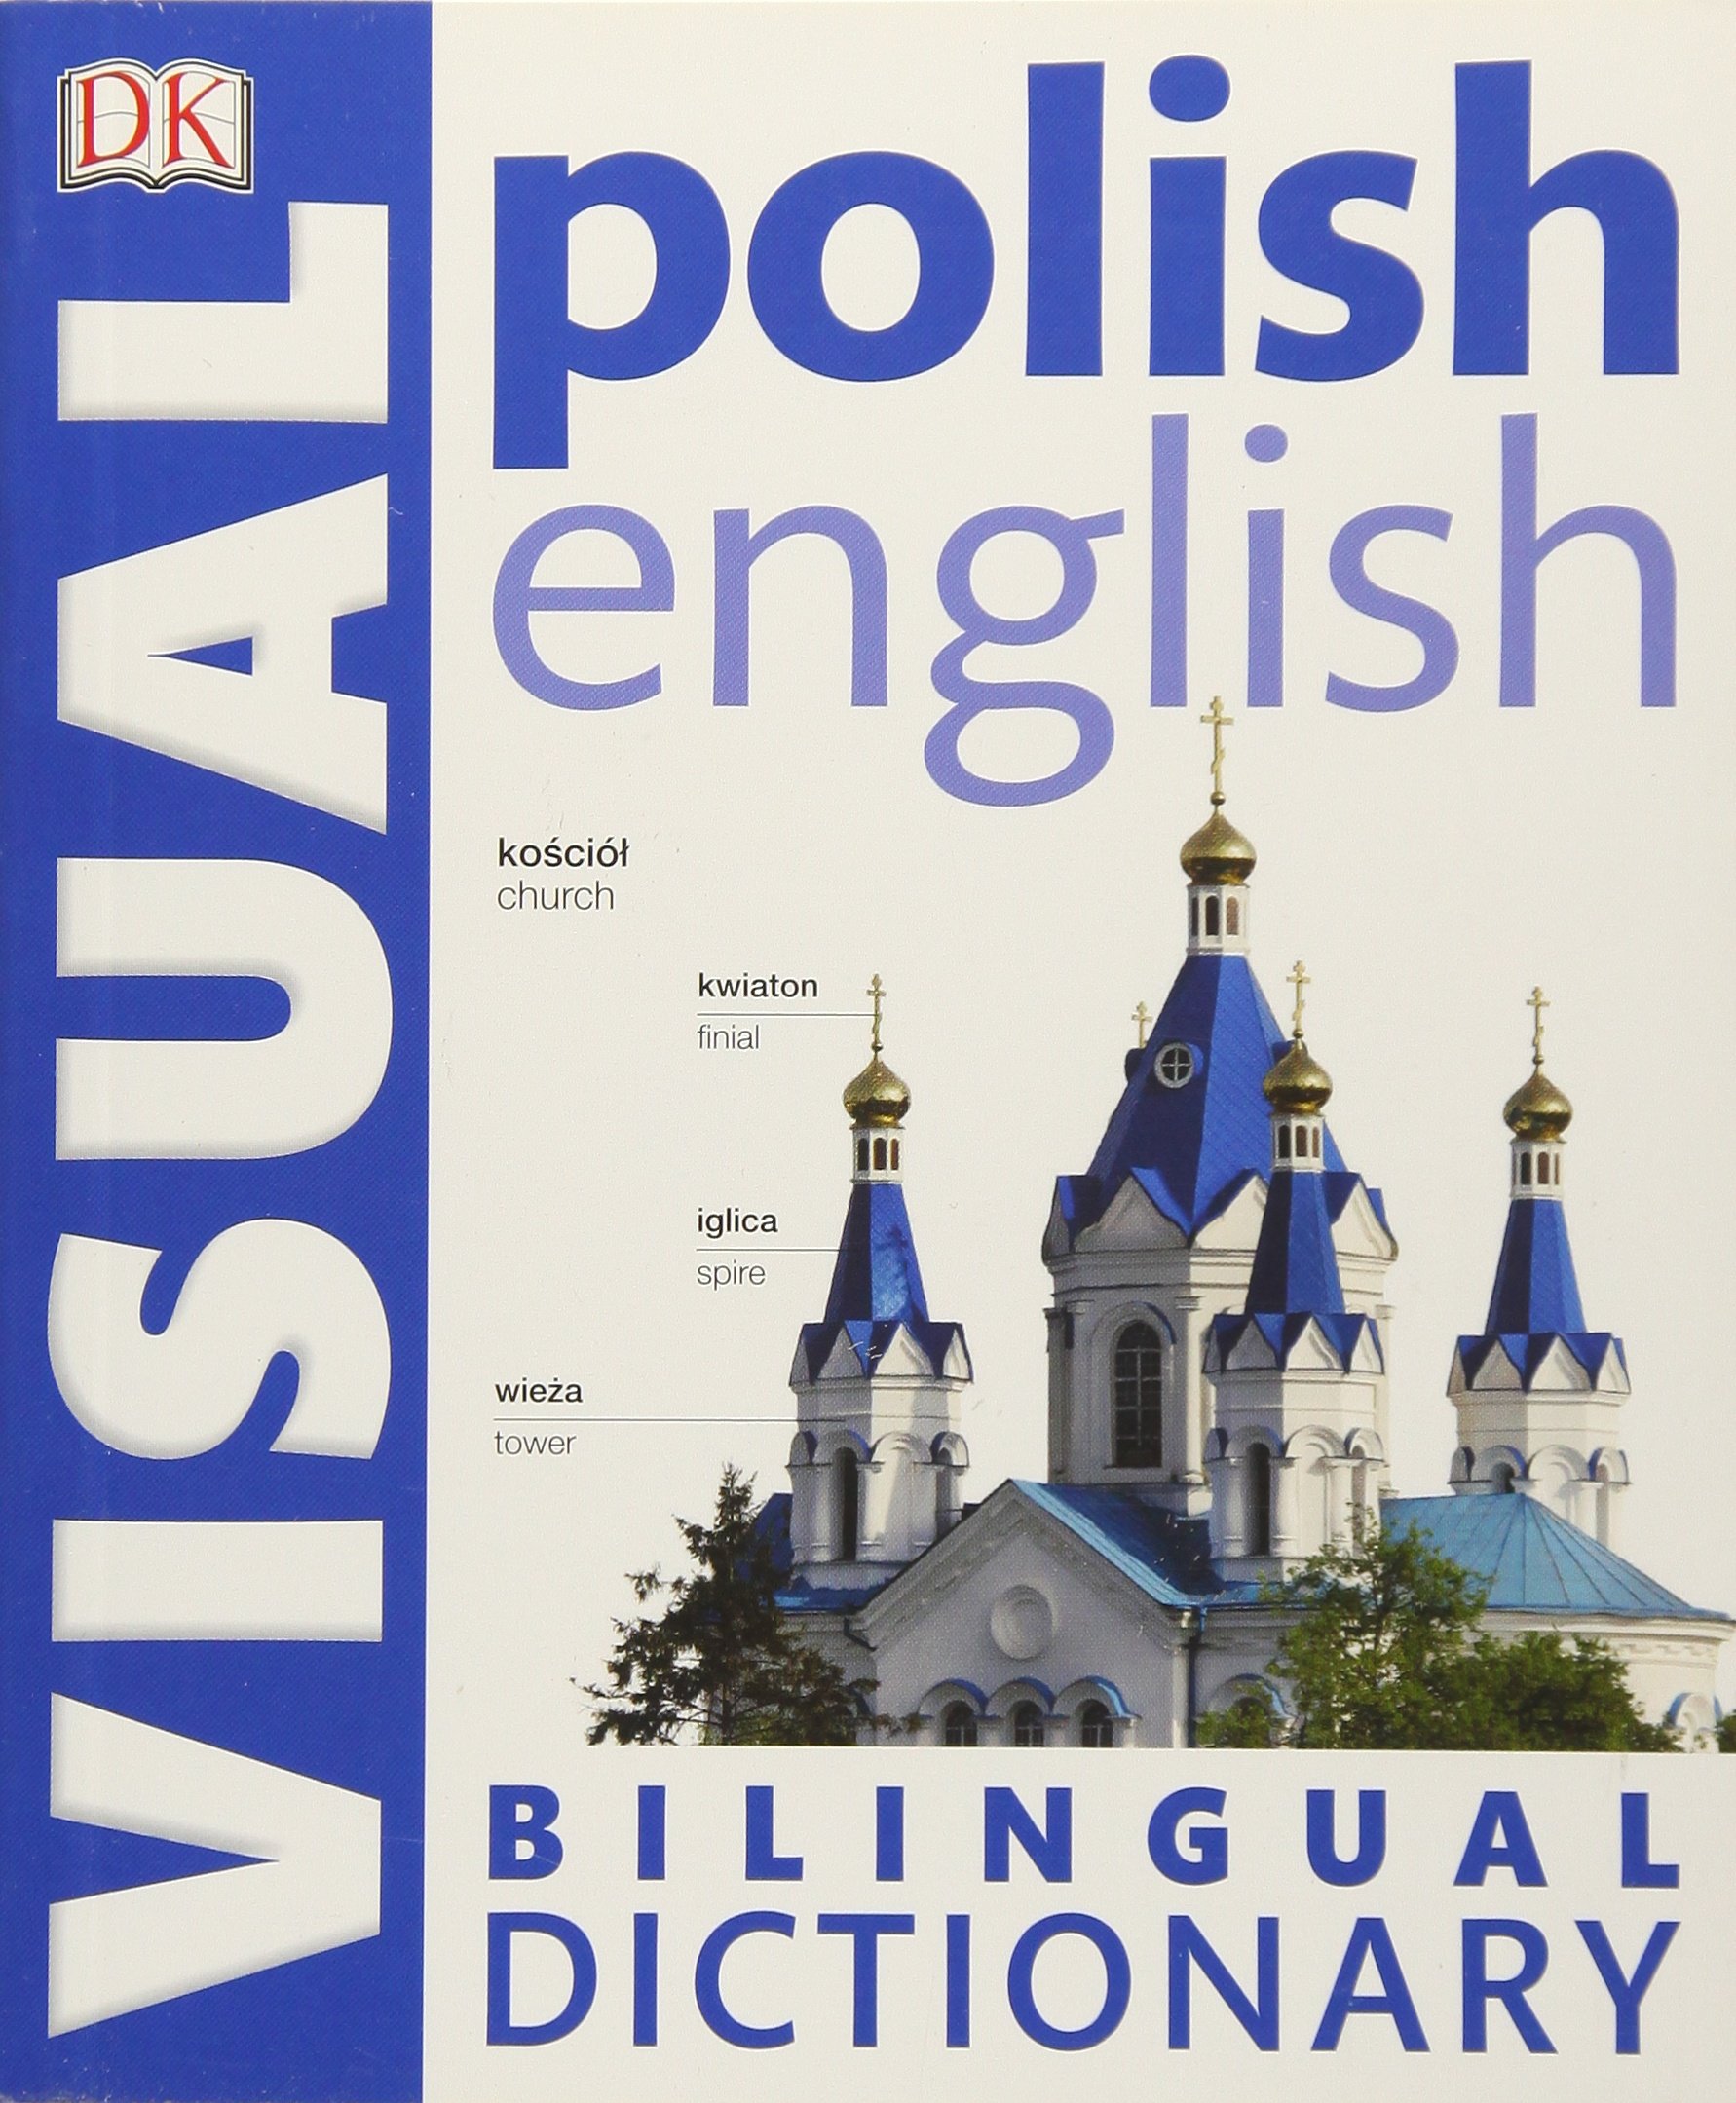 DK
VISUAL
polish
english
kościół
church
kwiaton
finial
iglica
spire
wieża
tower
BILINGUAL
DICTIONARY